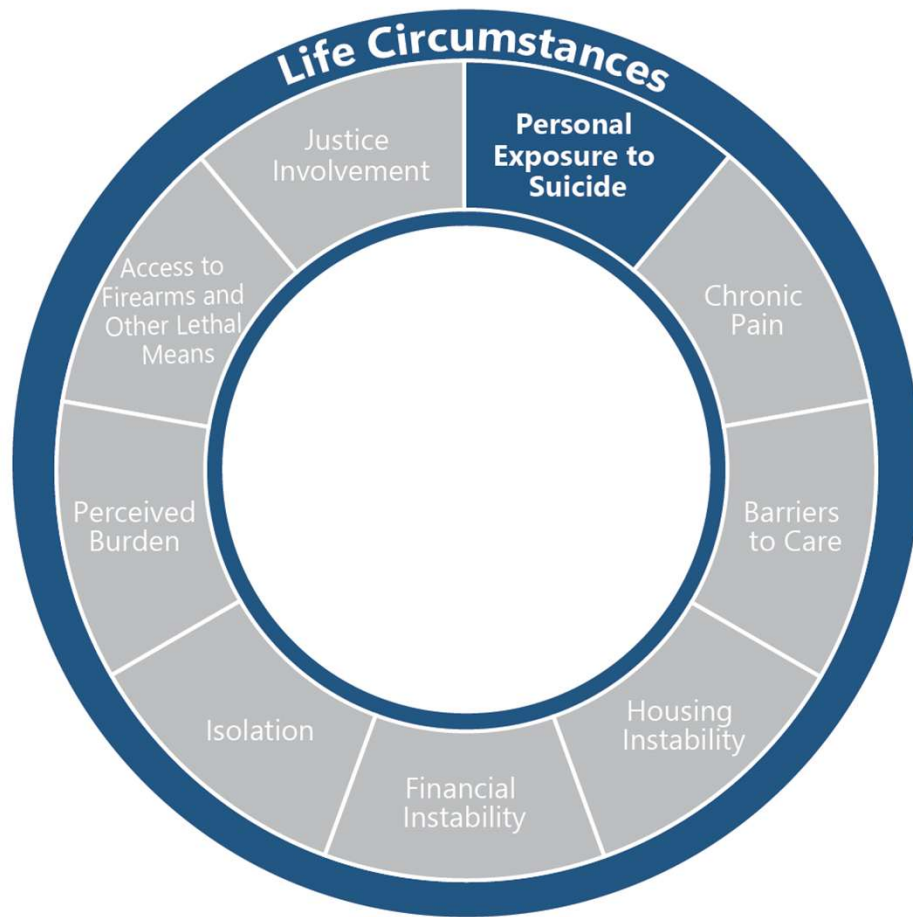 Life Circumstances
Personal
Exposure to
Suicide
Chronic
Pain
Barriers
to Care
Housing
Instability
Financial
Instability
Isolation
Perceived
Burden
Access to
Firearms and
Other Lethal
Means
Justice
Involvement